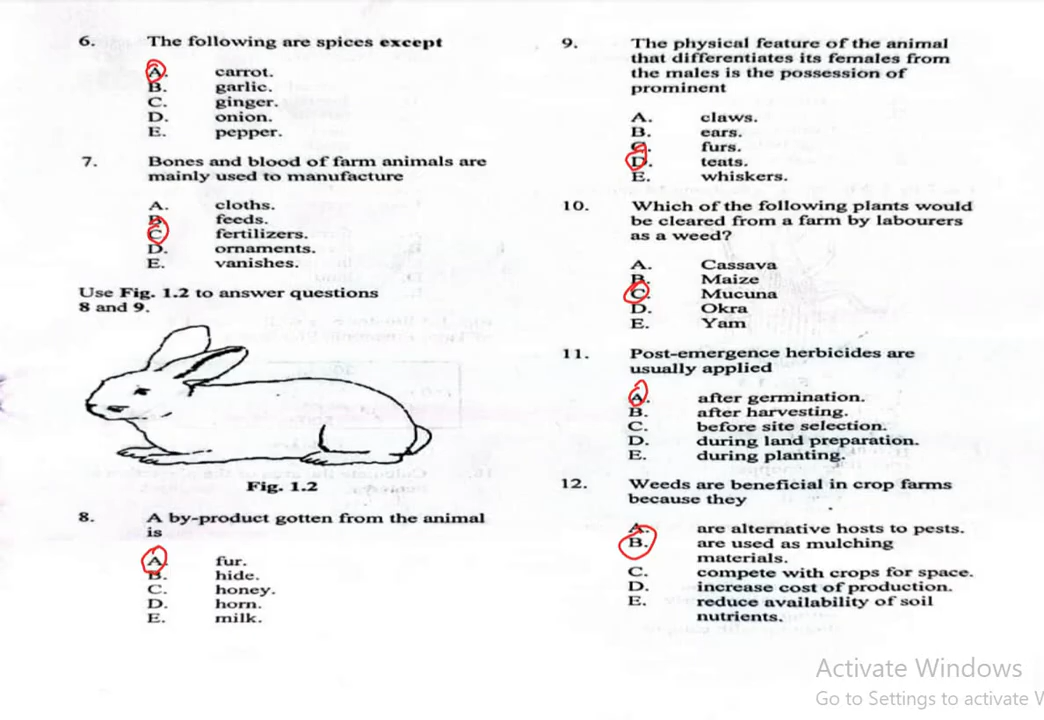 6. The following are spices except
A. carrot.
B. garlic.
C. ginger.
D. onion.
E. pepper.
7. Bones and blood of farm animals are
mainly used to manufacture
A. cloths.
B. feeds.
C. fertilizers.
D. ornaments.
E. vanishes.
Use Fig. 1.2 to answer questions
8 and 9.
Fig. 1.2
8. A by-product gotten from the animal
is
A. fur.
B. hide.
C. honey.
D. horn.
E. milk.
9. The physical feature of the animal
that differentiates its females from
the males is the possession of
prominent
A. claws.
B. ears.
C. furs.
D. teats.
E. whiskers.
10. Which of the following plants would
be cleared from a farm by labourers
as a weed?
A. Cassava
B. Maize
C. Mucuna
D. Okra
E. Yam
11. Post-emergence herbicides are
usually applied
A. after germination.
B. after harvesting.
C. before site selection.
D. during land preparation.
E. during planting.
12. Weeds are beneficial in crop farms
because they
A. are alternative hosts to pests.
B. are used as mulching
materials.
C. compete with crops for space.
D. increase cost of production.
E. reduce availability of soil
nutrients.
Activate Windows
Go to Settings to activate